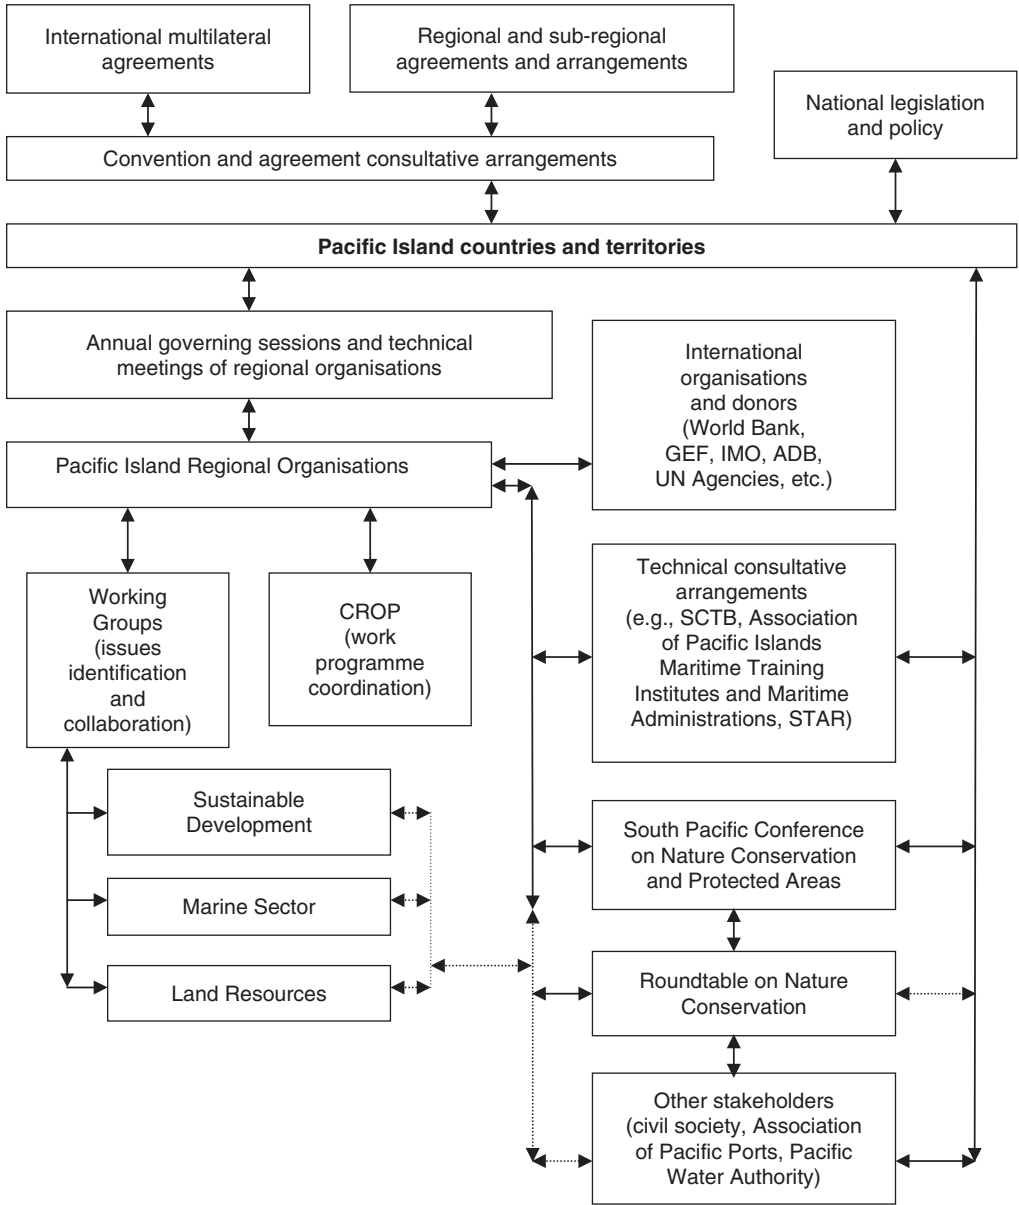 International multilateral
agreements
Regional and sub-regional
agreements and arrangements
National legislation
and policy
Convention and agreement consultative arrangements
Pacific Island countries and territories
Annual governing sessions and technical
meetings of regional organisations
International
organisations
and donors
(World Bank,
GEF, IMO, ADB,
UN Agencies, etc.)
Pacific Island Regional Organisations
Working
Groups
(issues
identification
and
collaboration)
CROP
(work
programme
coordination)
Technical consultative
arrangements
(e.g., SCTB, Association
of Pacific Islands
Maritime Training
Institutes and Maritime
Administrations, STAR)
Sustainable
Development
Marine Sector
Land Resources
South Pacific Conference
on Nature Conservation
and Protected Areas
Roundtable on Nature
Conservation
Other stakeholders
(civil society, Association
of Pacific Ports, Pacific
Water Authority)